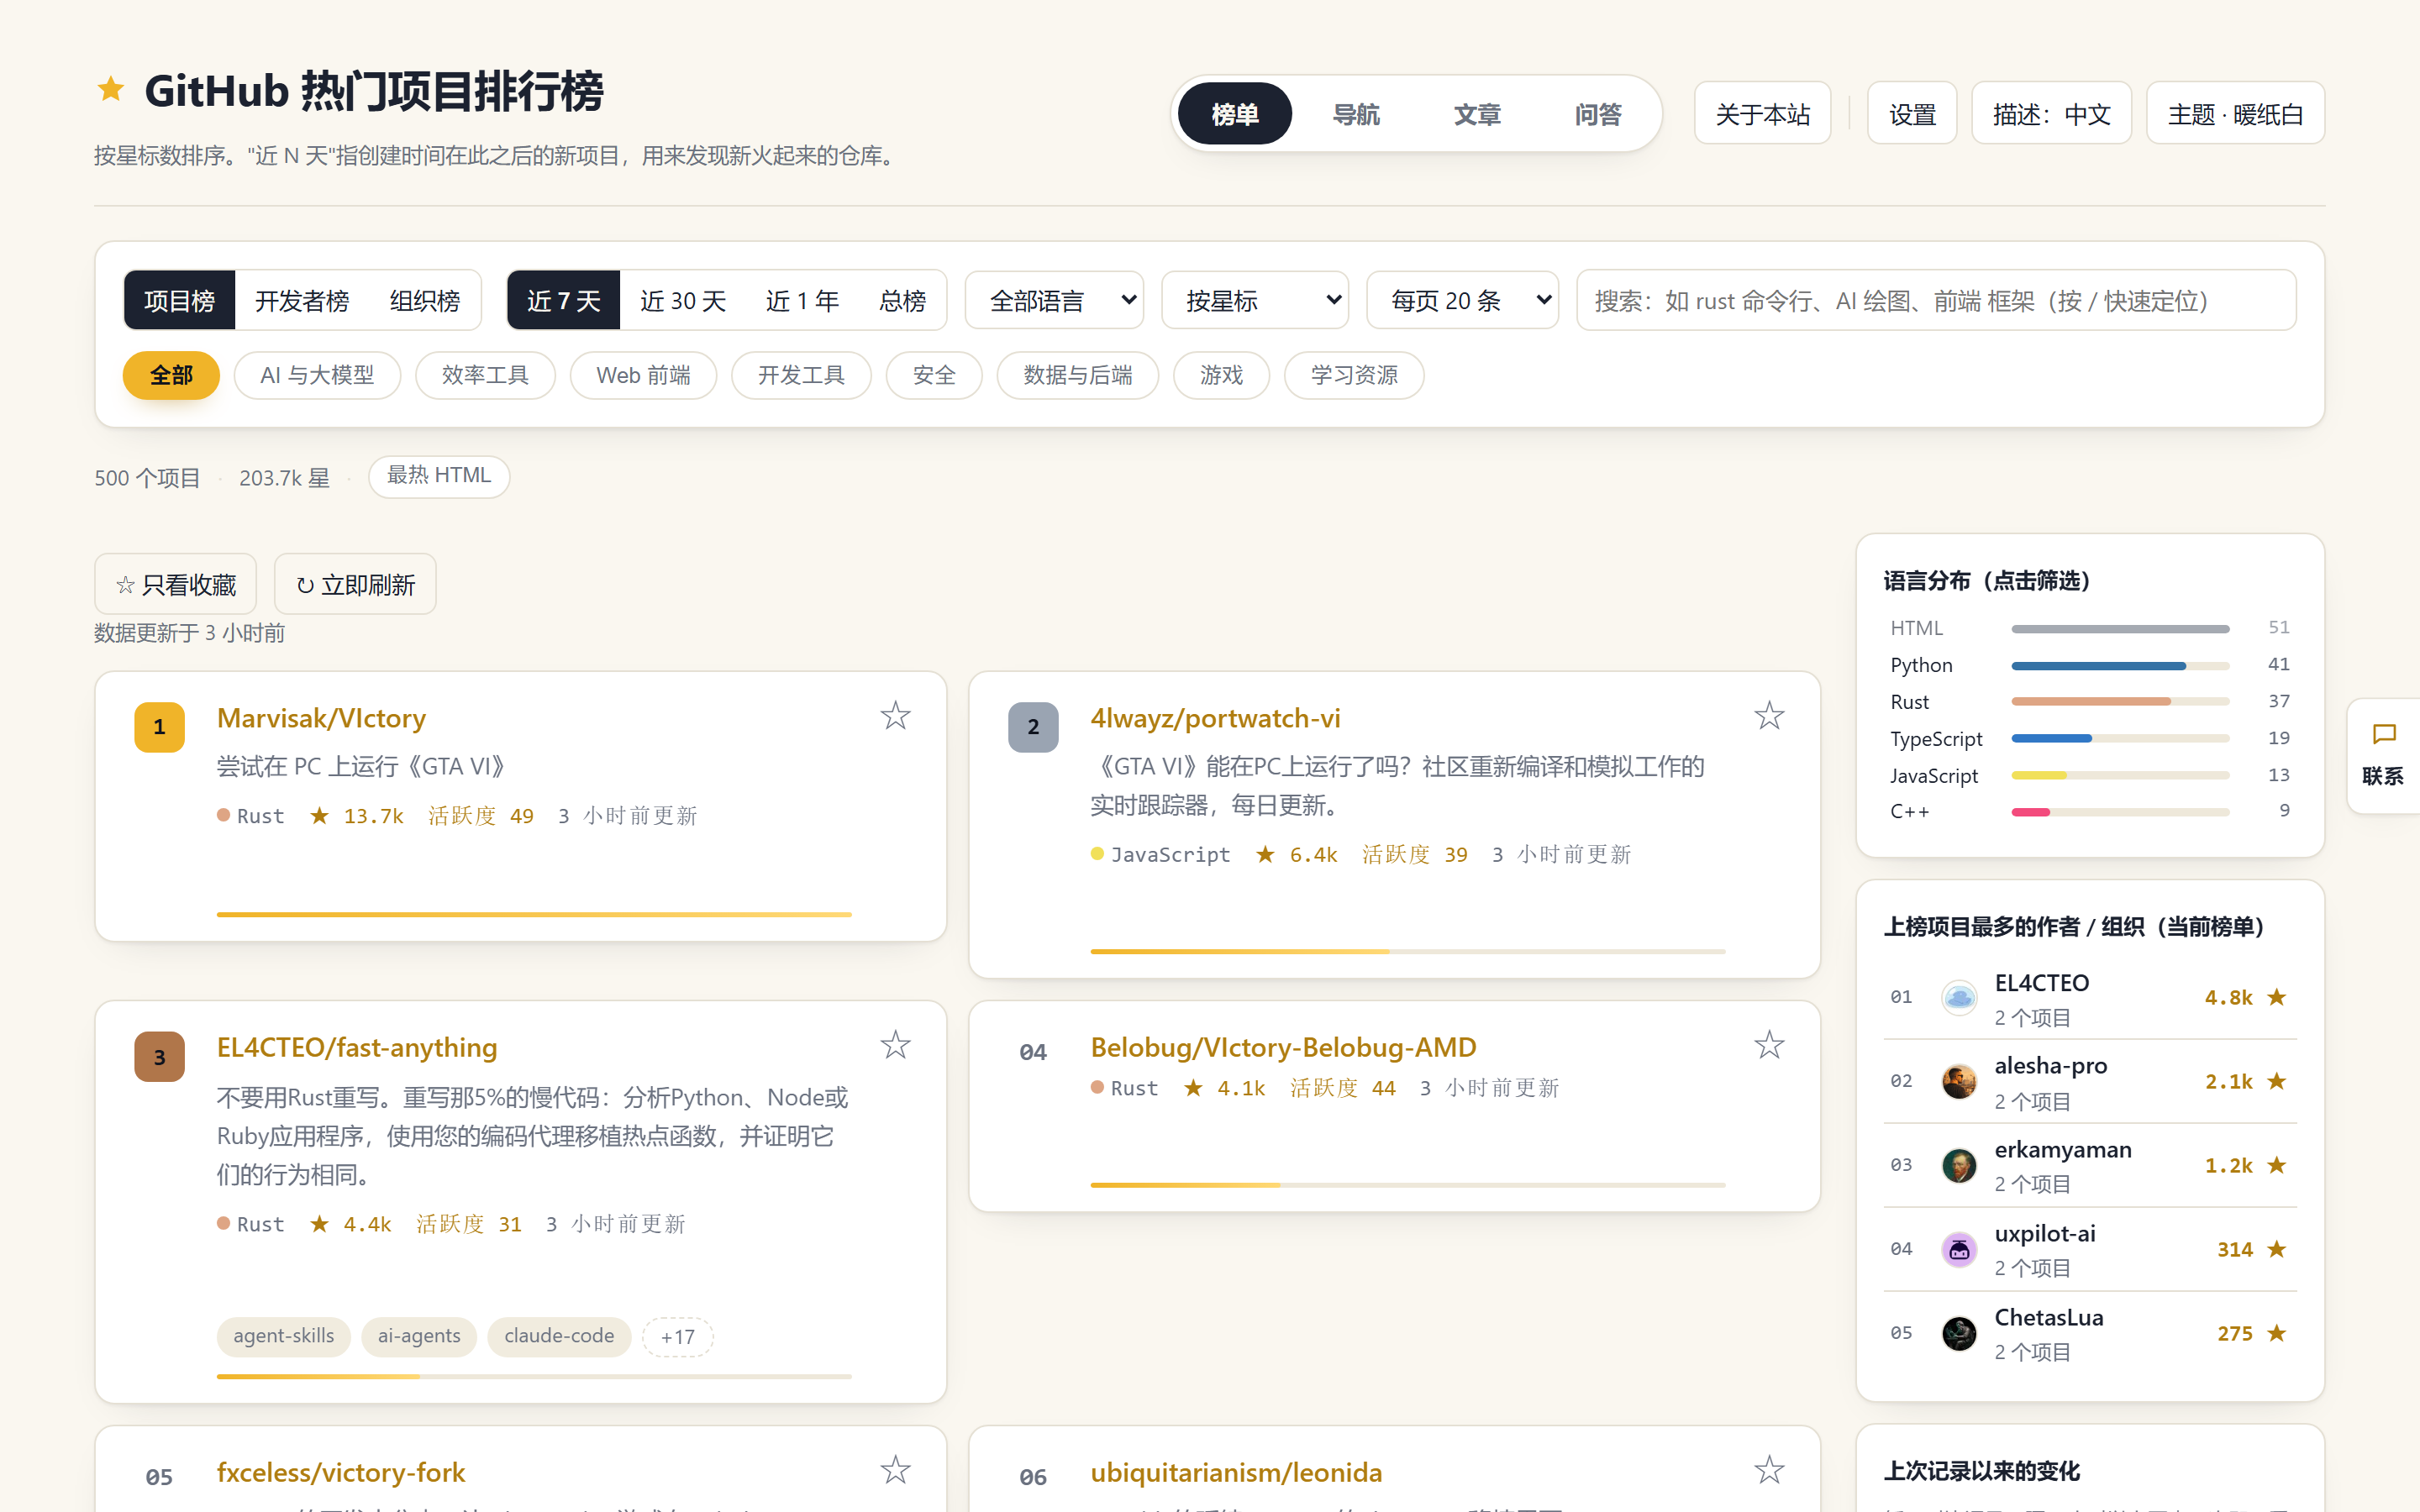 GitHub 热门项目排行榜
按星标数排序。"近 N 天"指创建时间在此之后的新项目，用来发现新火起来的仓库。
榜单
导航
文章
问答
关于本站
设置
描述：中文
主题 · 暖纸白
项目榜
开发者榜
组织榜
近 7 天
近 30 天
近 1 年
总榜
全部语言
按星标
每页 20 条
搜索：如 rust 命令行、AI 绘图、前端 框架（按 / 快速定位）
全部
AI 与大模型
效率工具
Web 前端
开发工具
安全
数据与后端
游戏
学习资源
500 个项目 · 203.7k 星 · 最热 HTML
☆ 只看收藏
↻ 立即刷新
数据更新于 3 小时前
1
Marvisak/VIctory
尝试在 PC 上运行《GTA VI》
Rust ★ 13.7k 活跃度 49 3 小时前更新
2
4lwayz/portwatch-vi
《GTA VI》能在PC上运行了吗？社区重新编译和模拟工作的
实时跟踪器，每日更新。
JavaScript ★ 6.4k 活跃度 39 3 小时前更新
3
EL4CTEO/fast-anything
不要用Rust重写。重写那5%的慢代码：分析Python、Node或
Ruby应用程序，使用您的编码代理移植热点函数，并证明它
们的行为相同。
Rust ★ 4.4k 活跃度 31 3 小时前更新
agent-skills
ai-agents
claude-code
+17
04
Belobug/VIctory-Belobug-AMD
Rust ★ 4.1k 活跃度 44 3 小时前更新
05
fxceless/victory-fork
06
ubiquitarianism/leonida
语言分布（点击筛选）
HTML 51
Python 41
Rust 37
TypeScript 19
JavaScript 13
C++ 9
上榜项目最多的作者 / 组织（当前榜单）
01 EL4CTEO 4.8k ★
2 个项目
02 alesha-pro 2.1k ★
2 个项目
03 erkamyaman 1.2k ★
2 个项目
04 uxpilot-ai 314 ★
2 个项目
05 ChetasLua 275 ★
2 个项目
上次记录以来的变化
联系